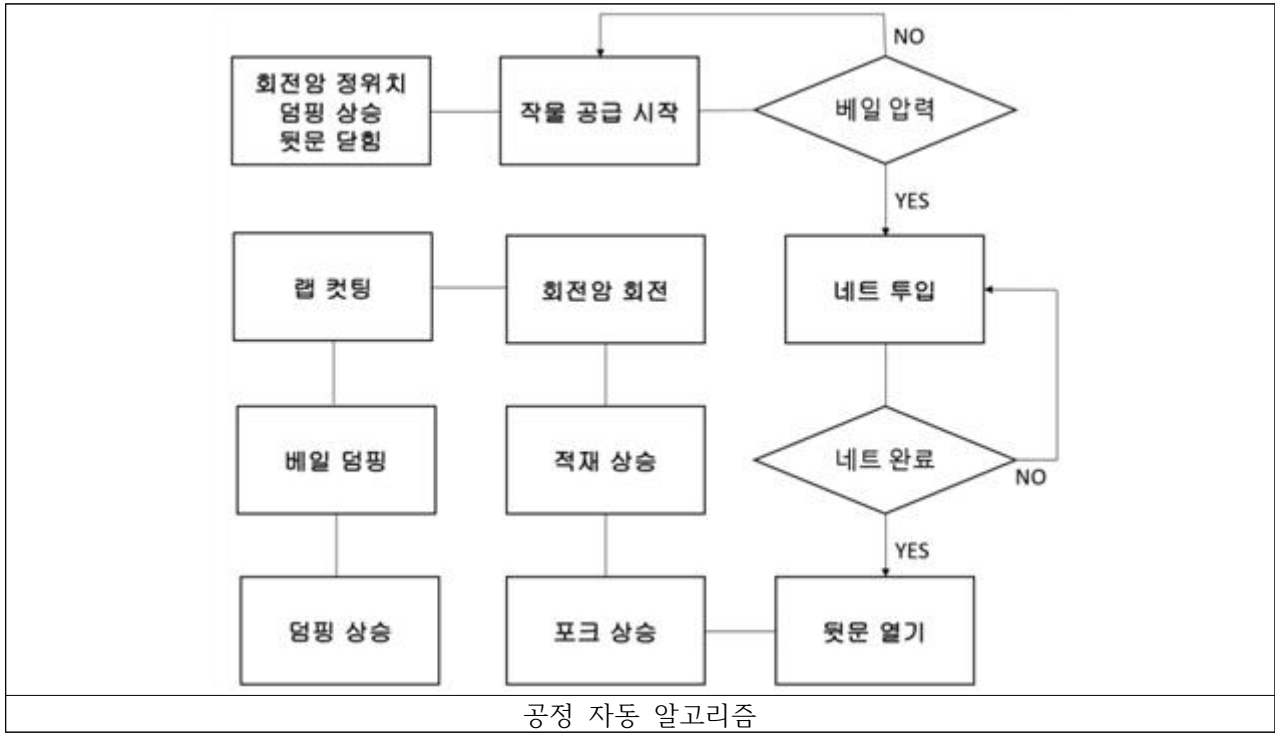 NO
회전암 정위치
덤핑 상승
뒷문 닫힘
작물 공급 시작
베일 압력
YES
랩 컷팅
회전암 회전
네트 투입
베일 덤핑
적재 상승
네트 완료
NO
YES
덤핑 상승
포크 상승
뒷문 열기
공정 자동 알고리즘